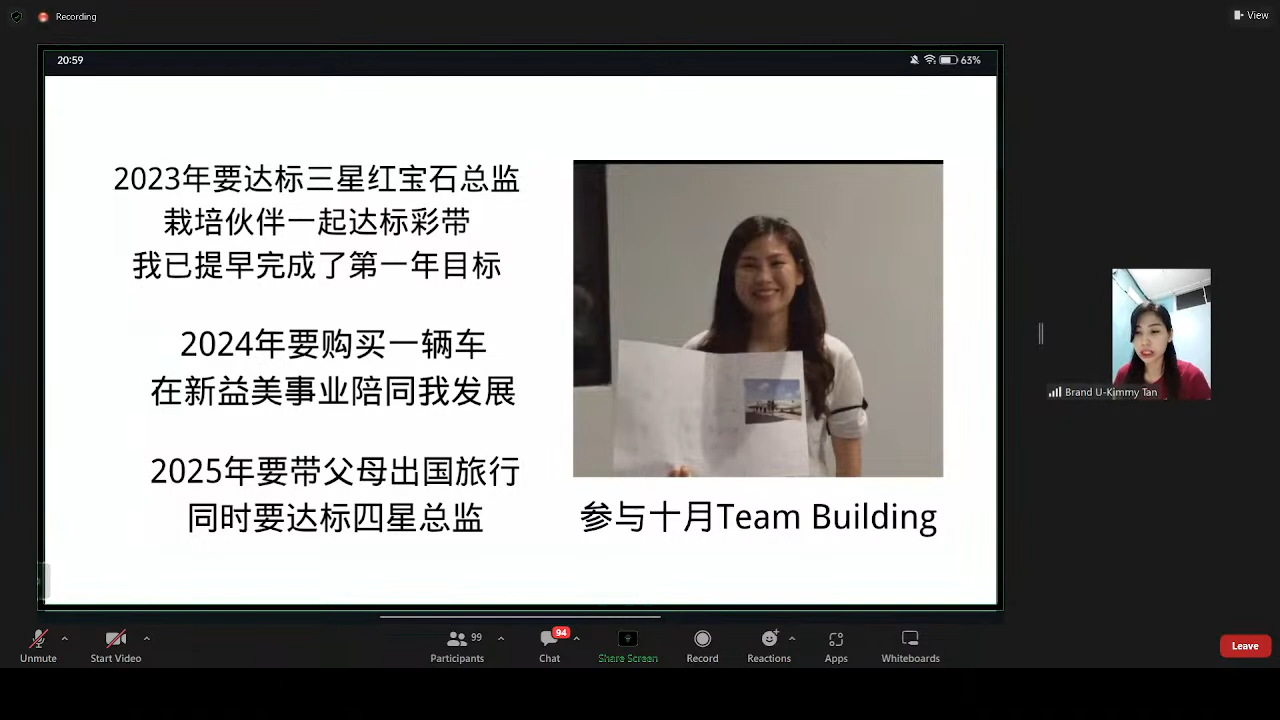 Recording
View
20:59
63%
2023年要达标三星红宝石总监
栽培伙伴一起达标彩带
我已提早完成了第一年目标
2024年要购买一辆车
在新益美事业陪同我发展
2025年要带父母出国旅行
同时要达标四星总监
参与十月Team Building
Brand U-Kimmy Tan
Unmute
Start Video
99
Participants
94
Chat
Share Screen
Record
Reactions
Apps
Whiteboards
Leave